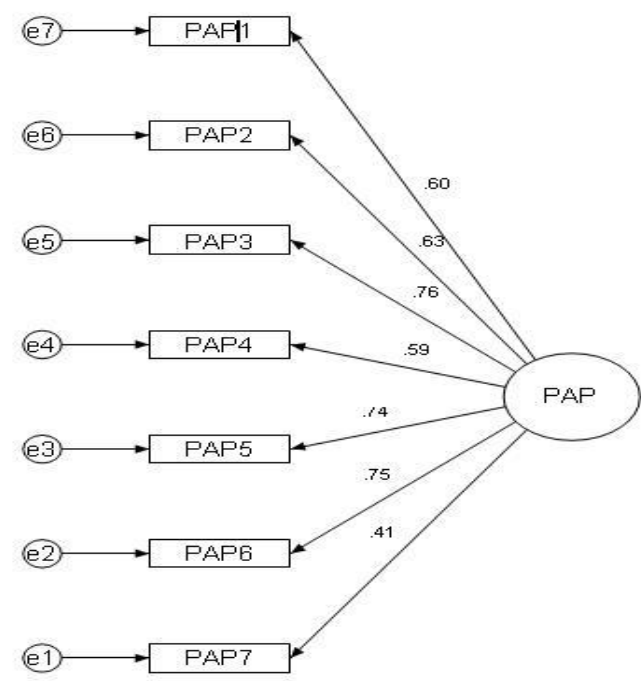 e7 PAP1
.60
e6 PAP2
.63
e5 PAP3
.76
e4 PAP4
.59
PAP
.74
e3 PAP5
.75
e2 PAP6
.41
e1 PAP7